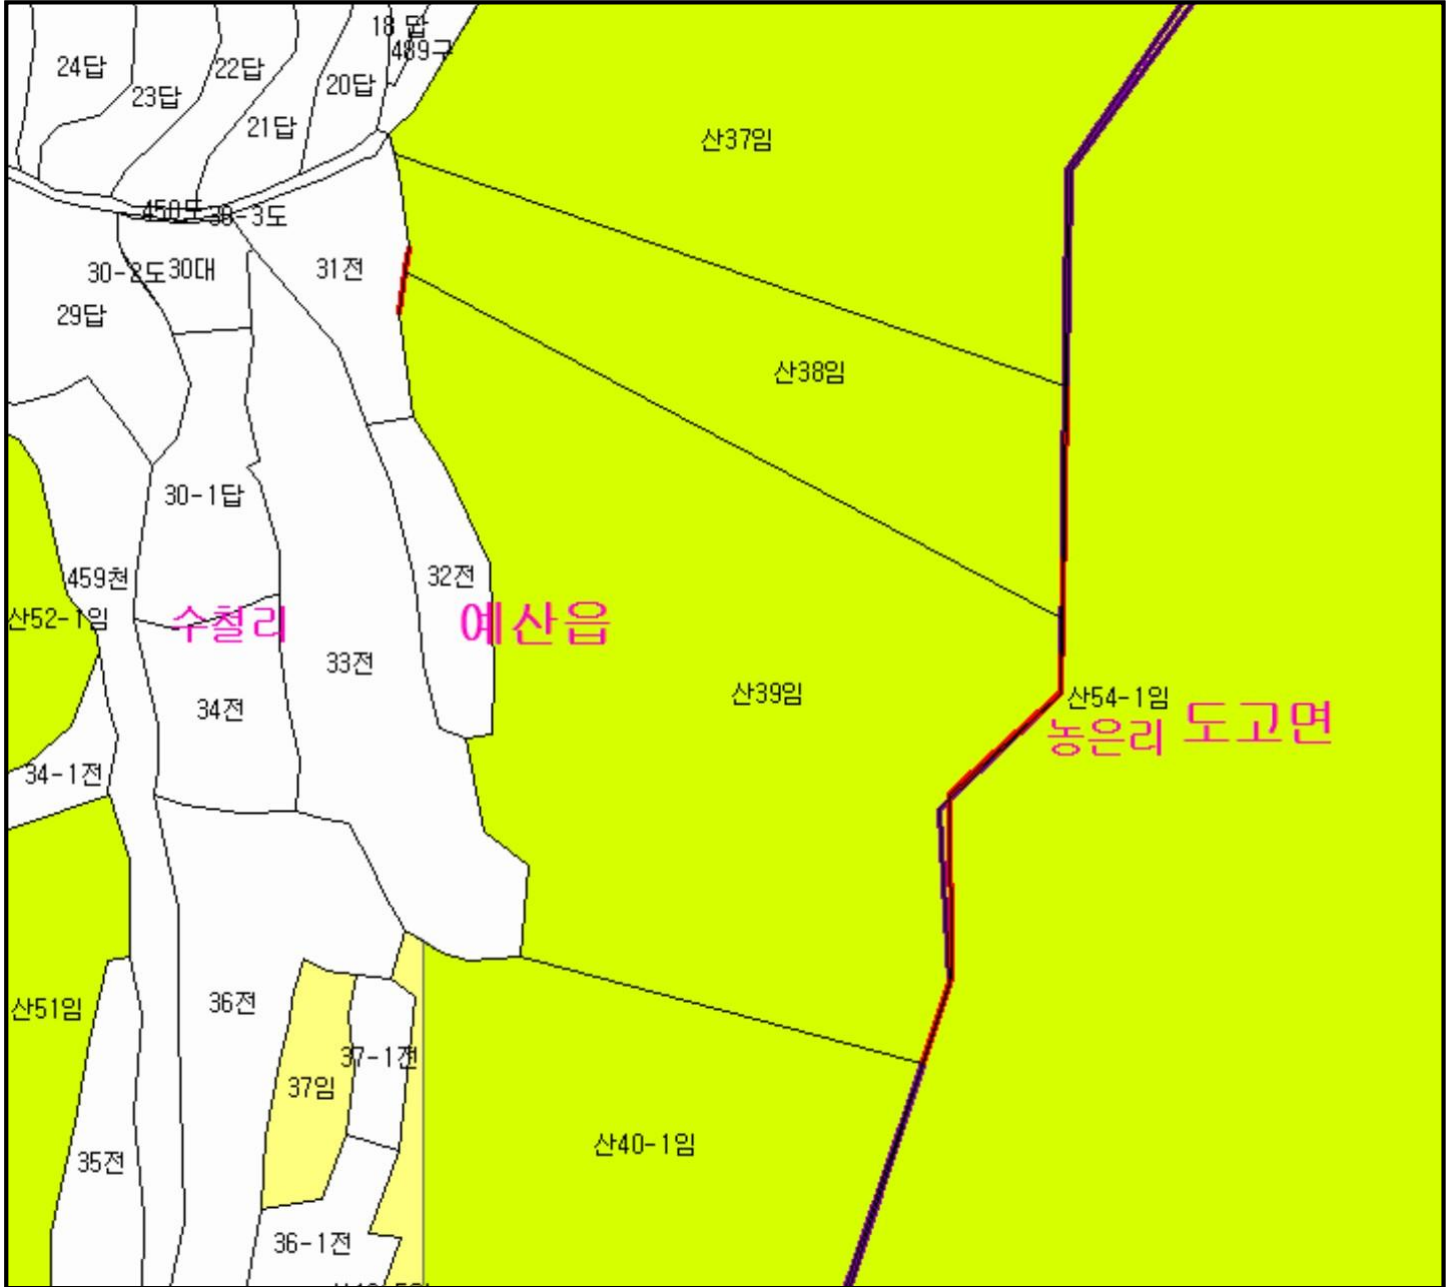 18 답
489구
24답
22답
20답
23답
21답
산37임
450도
30-3도
30-2도
30대
31전
29답
산38임
30-1답
459천
32전
산52-1임
수철리
예산읍
33전
산39임
산54-1임
34전
농은리
도고면
34-1전
36전
산51임
37-1전
37임
산40-1임
35전
36-1전